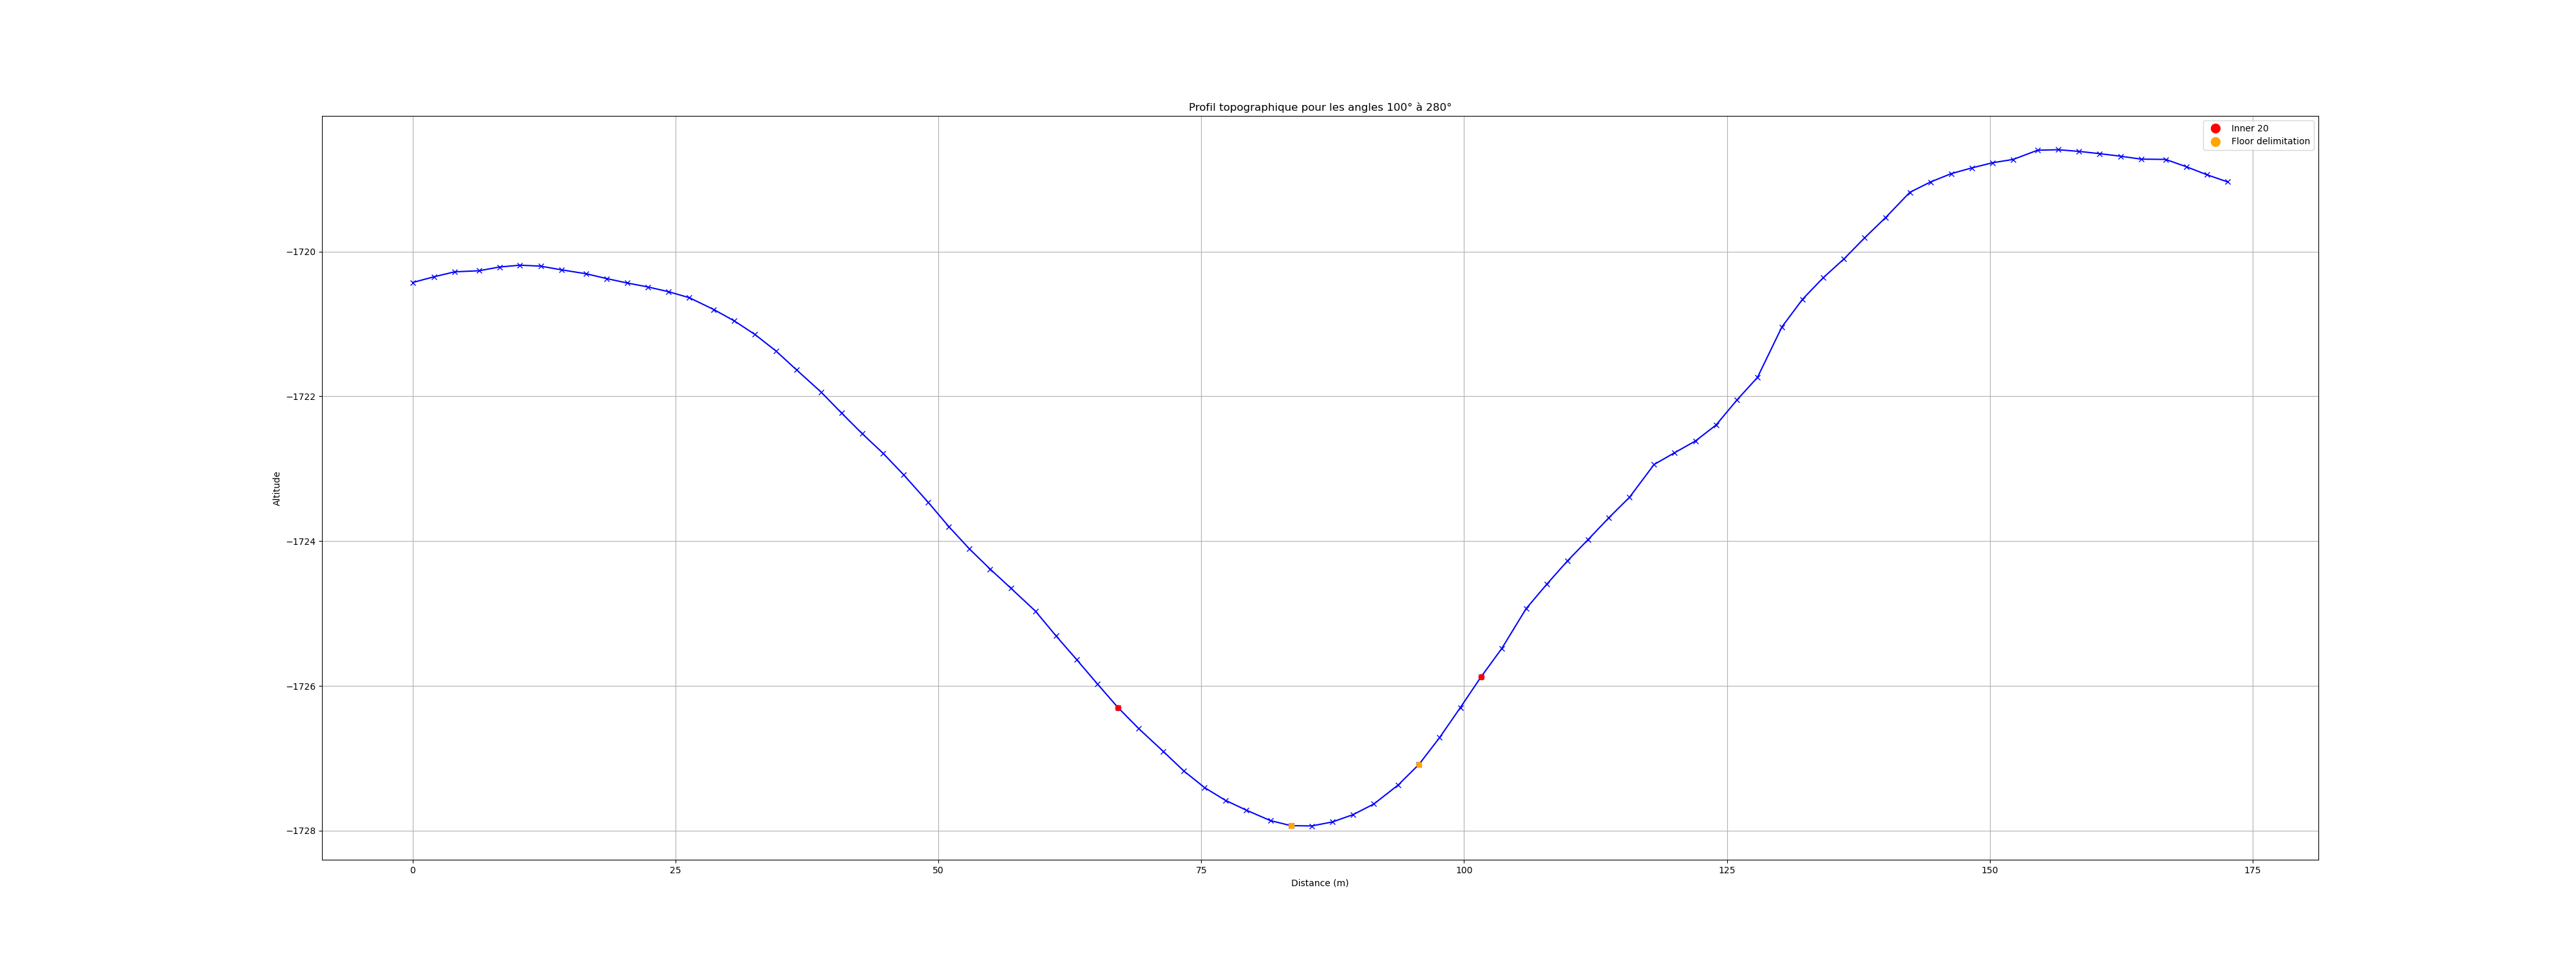 Profil topographique pour les angles 100° à 280°
Inner 20
Floor delimitation
Altitude
−1720
−1722
−1724
−1726
−1728
0 25 50 75 100 125 150 175
Distance (m)